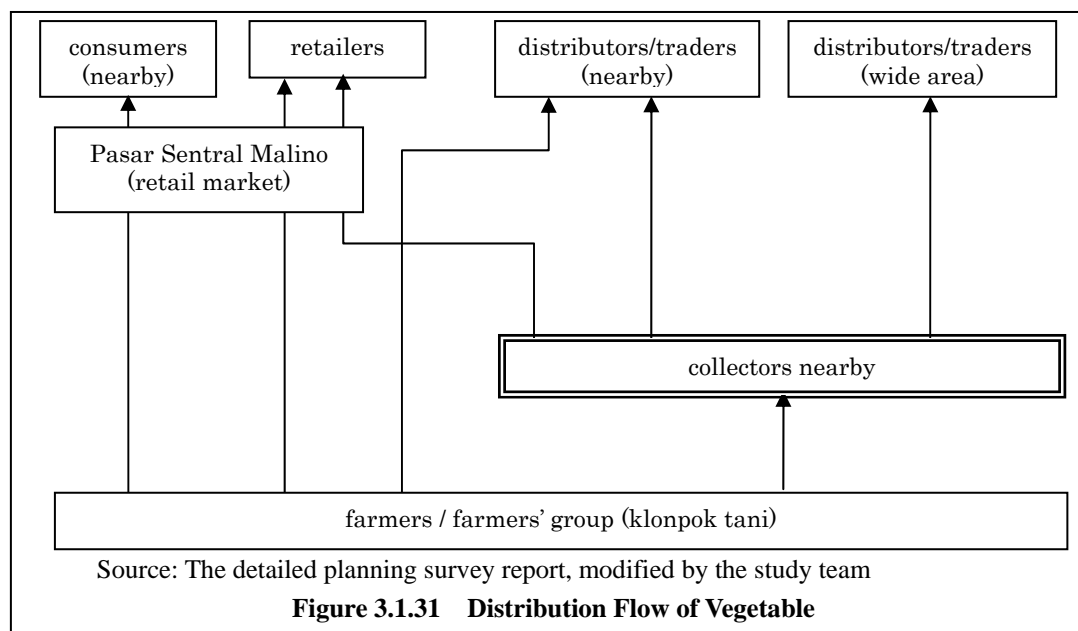 consumers
(nearby)
retailers
distributors/traders
(nearby)
distributors/traders
(wide area)
Pasar Sentral Malino
(retail market)
collectors nearby
farmers / farmers’ group (klonpok tani)
Source: The detailed planning survey report, modified by the study team
Figure 3.1.31 Distribution Flow of Vegetable